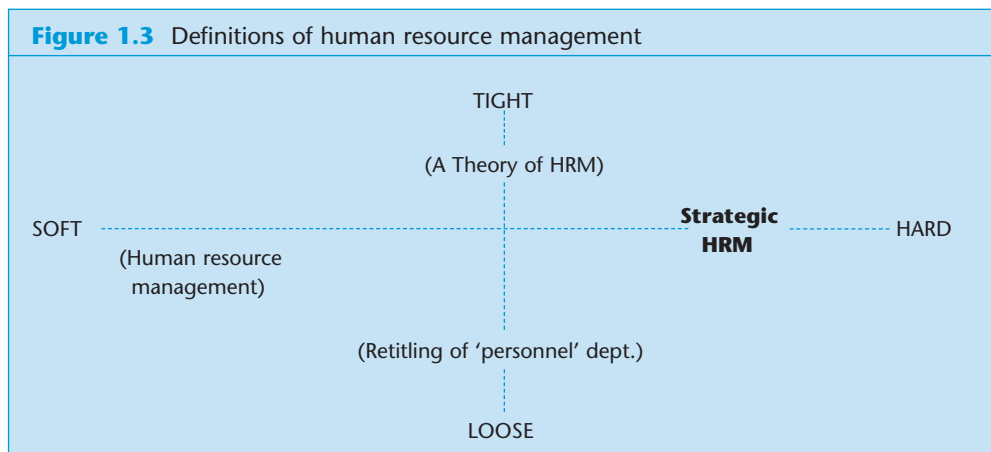 Figure 1.3 Definitions of human resource management
TIGHT
(A Theory of HRM)
SOFT
Strategic
HRM
HARD
(Human resource
management)
(Retitling of ‘personnel’ dept.)
LOOSE